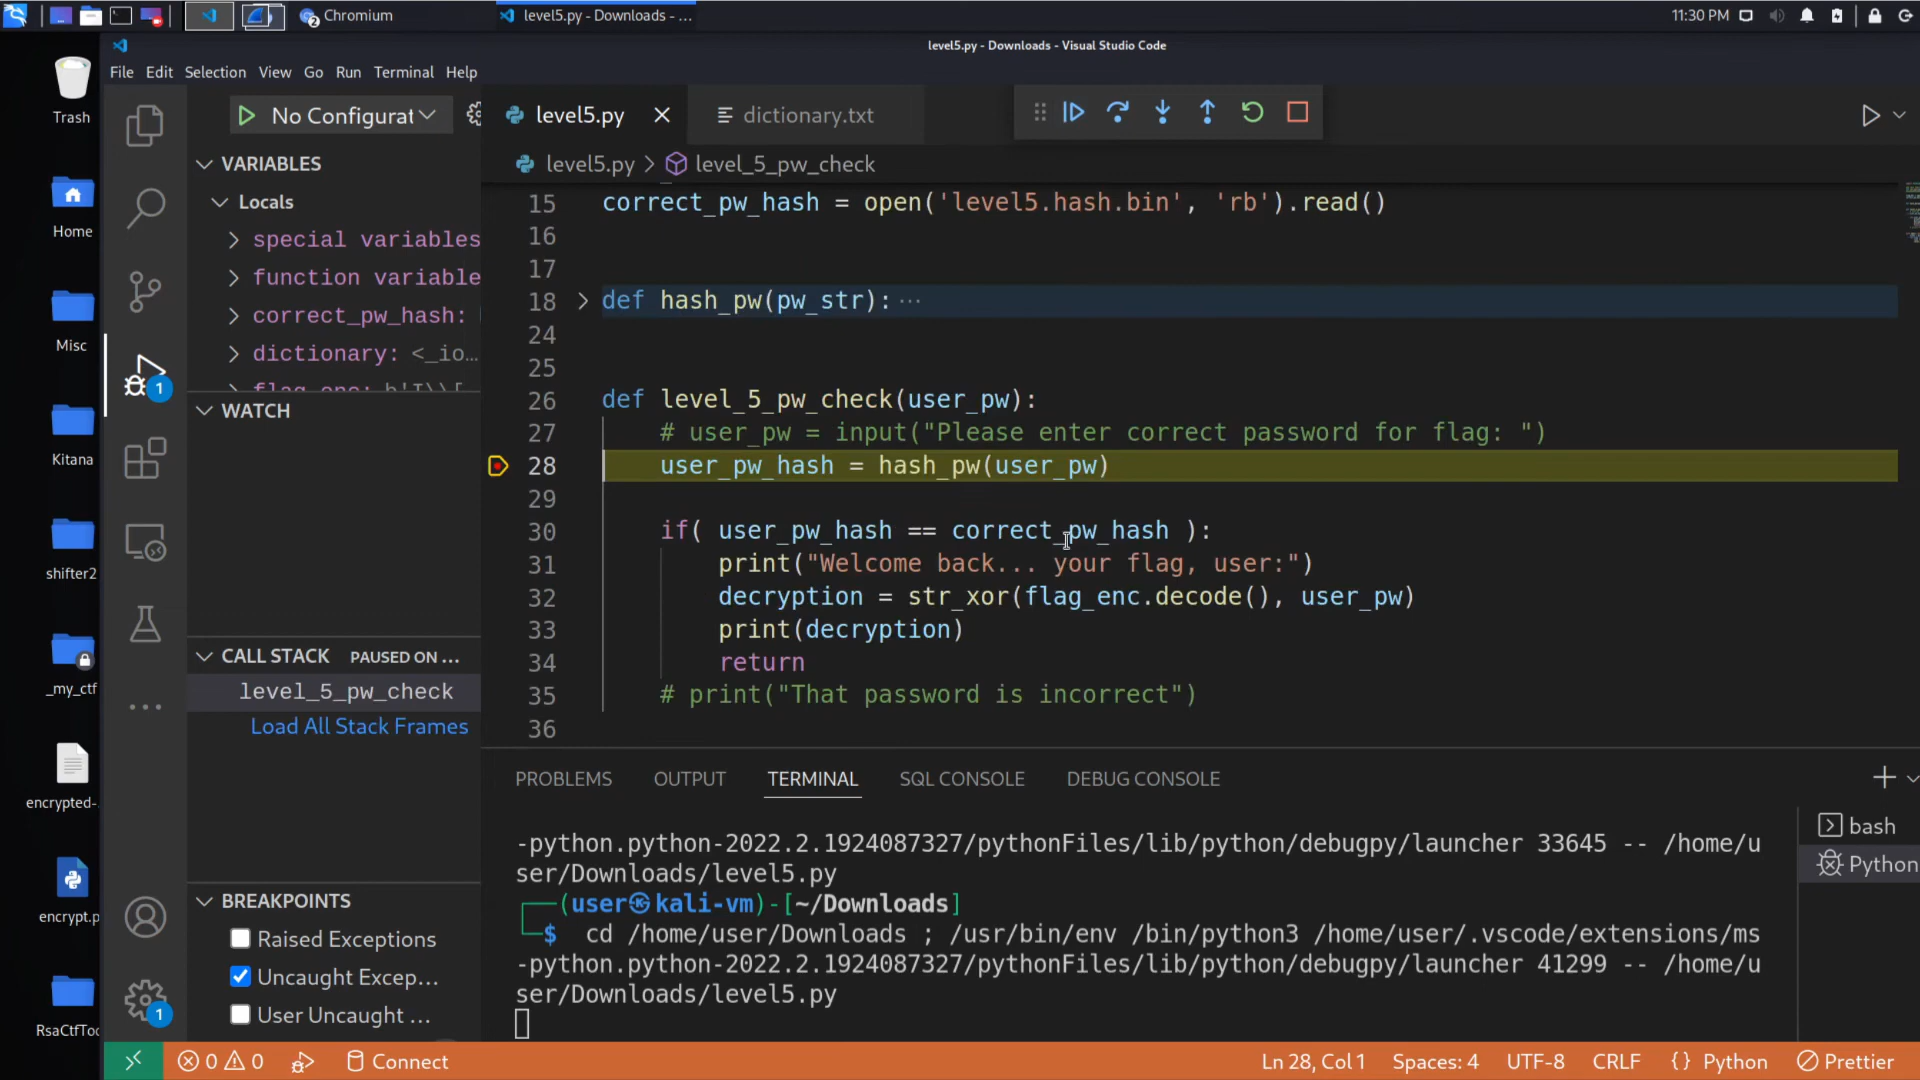 2 Chromium
level5.py - Downloads - ...
11:30 PM
level5.py - Downloads - Visual Studio Code
File Edit Selection View Go Run Terminal Help
Trash
Home
Misc
Kitana
shifter2
_my_ctf
encrypted-.
encrypt.p
RsaCtfToo
1
1
No Configurat
VARIABLES
Locals
special variables
function variable
correct_pw_hash:
dictionary: <_io…
flag_enc: b'I\\[
WATCH
CALL STACK PAUSED ON ...
level_5_pw_check
Load All Stack Frames
BREAKPOINTS
Raised Exceptions
Uncaught Excep...
User Uncaught ...
level5.py
dictionary.txt
level5.py > level_5_pw_check
15 correct_pw_hash = open('level5.hash.bin', 'rb').read()
16
17
18 def hash_pw(pw_str): ...
24
25
26 def level_5_pw_check(user_pw):
27 # user_pw = input("Please enter correct password for flag: ")
28 user_pw_hash = hash_pw(user_pw)
29
30 if( user_pw_hash == correct_pw_hash ):
31 print("Welcome back... your flag, user:")
32 decryption = str_xor(flag_enc.decode(), user_pw)
33 print(decryption)
34 return
35 # print("That password is incorrect")
36
PROBLEMS OUTPUT TERMINAL SQL CONSOLE DEBUG CONSOLE
-python.python-2022.2.1924087327/pythonFiles/lib/python/debugpy/launcher 33645 -- /home/u
ser/Downloads/level5.py
(user㉿kali-vm)-[~/Downloads]
$ cd /home/user/Downloads ; /usr/bin/env /bin/python3 /home/user/.vscode/extensions/ms
-python.python-2022.2.1924087327/pythonFiles/lib/python/debugpy/launcher 41299 -- /home/u
ser/Downloads/level5.py
bash
Python
0 0 Connect Ln 28, Col 1 Spaces: 4 UTF-8 CRLF {} Python Prettier